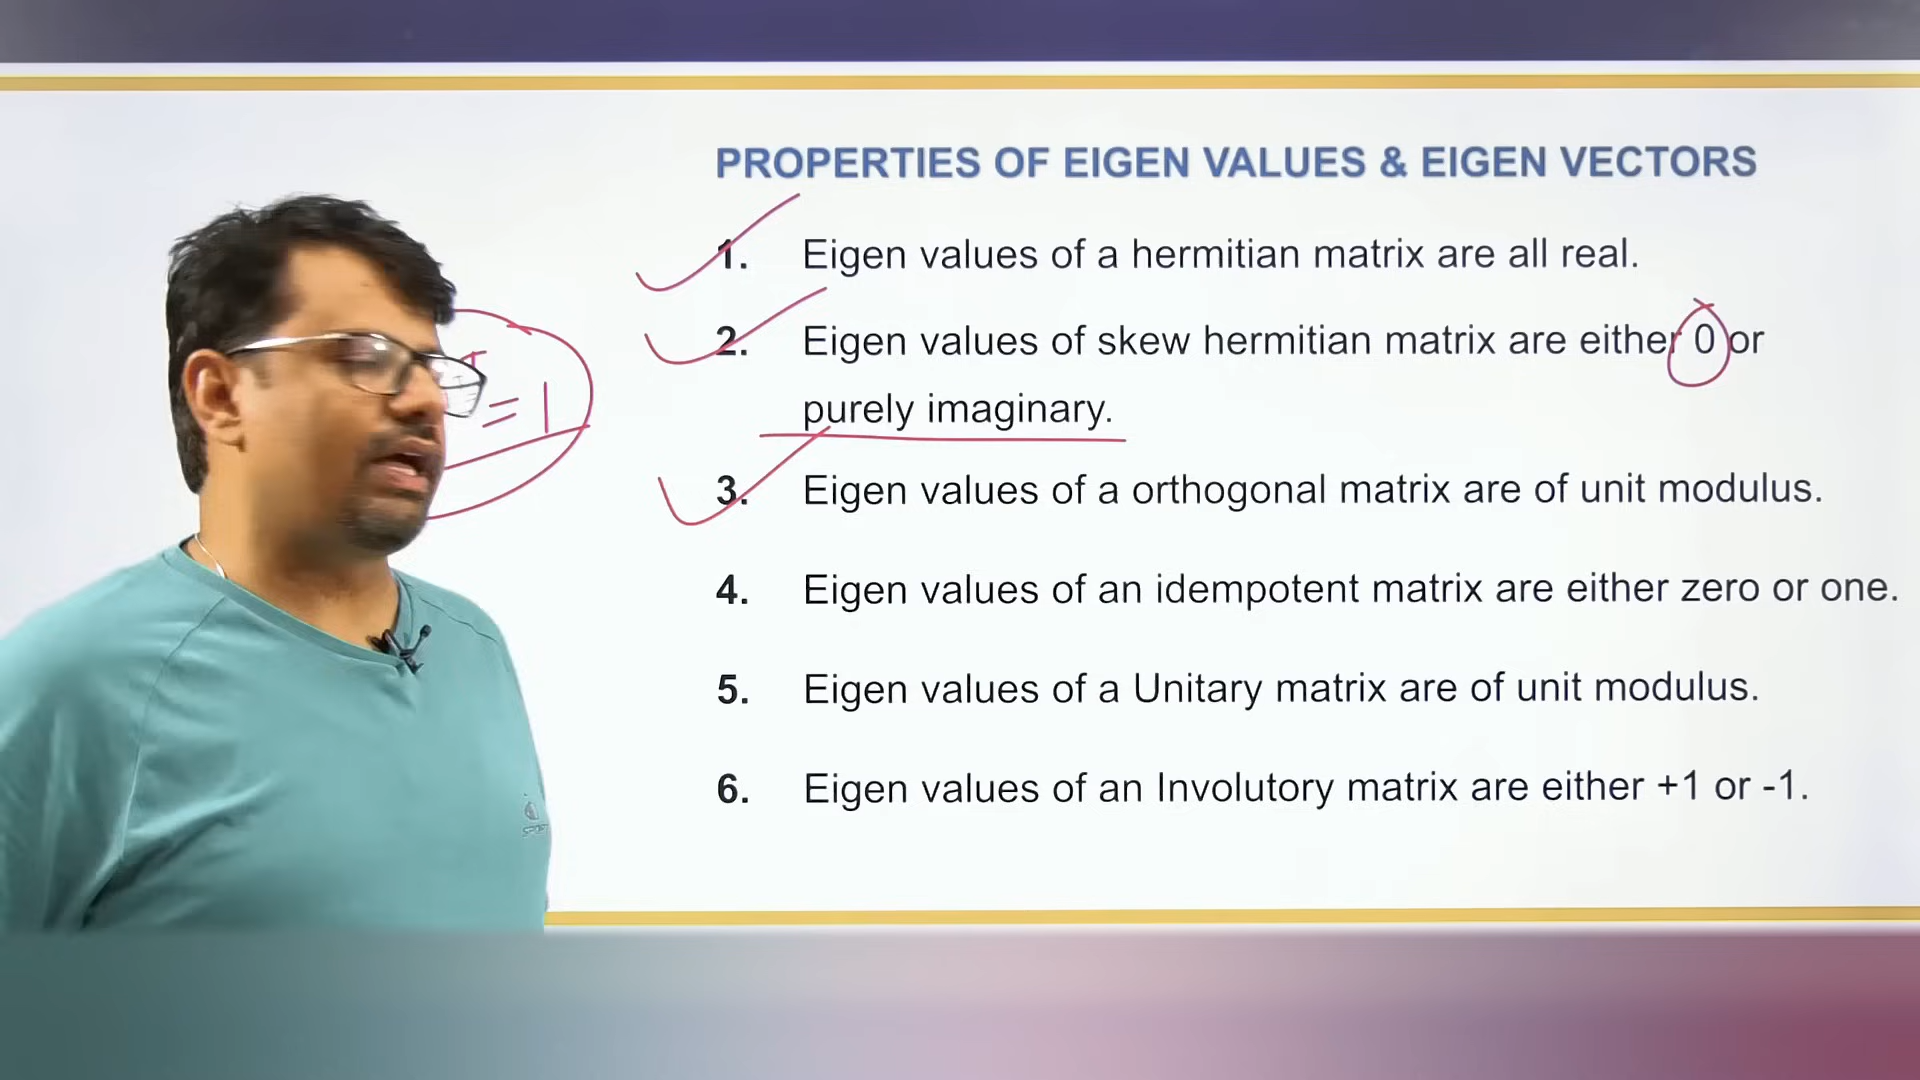 PROPERTIES OF EIGEN VALUES & EIGEN VECTORS
1. Eigen values of a hermitian matrix are all real.
2. Eigen values of skew hermitian matrix are either 0 or
purely imaginary.
= 1
3. Eigen values of a orthogonal matrix are of unit modulus.
4. Eigen values of an idempotent matrix are either zero or one.
5. Eigen values of a Unitary matrix are of unit modulus.
6. Eigen values of an Involutory matrix are either +1 or -1.